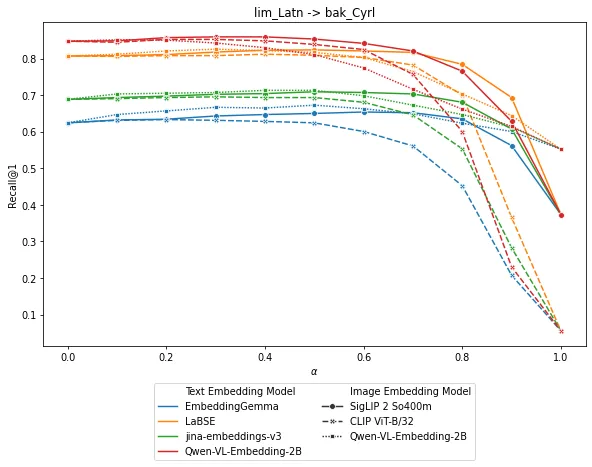 lim_Latn -> bak_Cyrl
Recall@1
0.8
0.7
0.6
0.5
0.4
0.3
0.2
0.1
0.0 0.2 0.4 0.6 0.8 1.0
α
Text Embedding Model
EmbeddingGemma
LaBSE
jina-embeddings-v3
Qwen-VL-Embedding-2B
Image Embedding Model
SigLIP 2 So400m
CLIP ViT-B/32
Qwen-VL-Embedding-2B